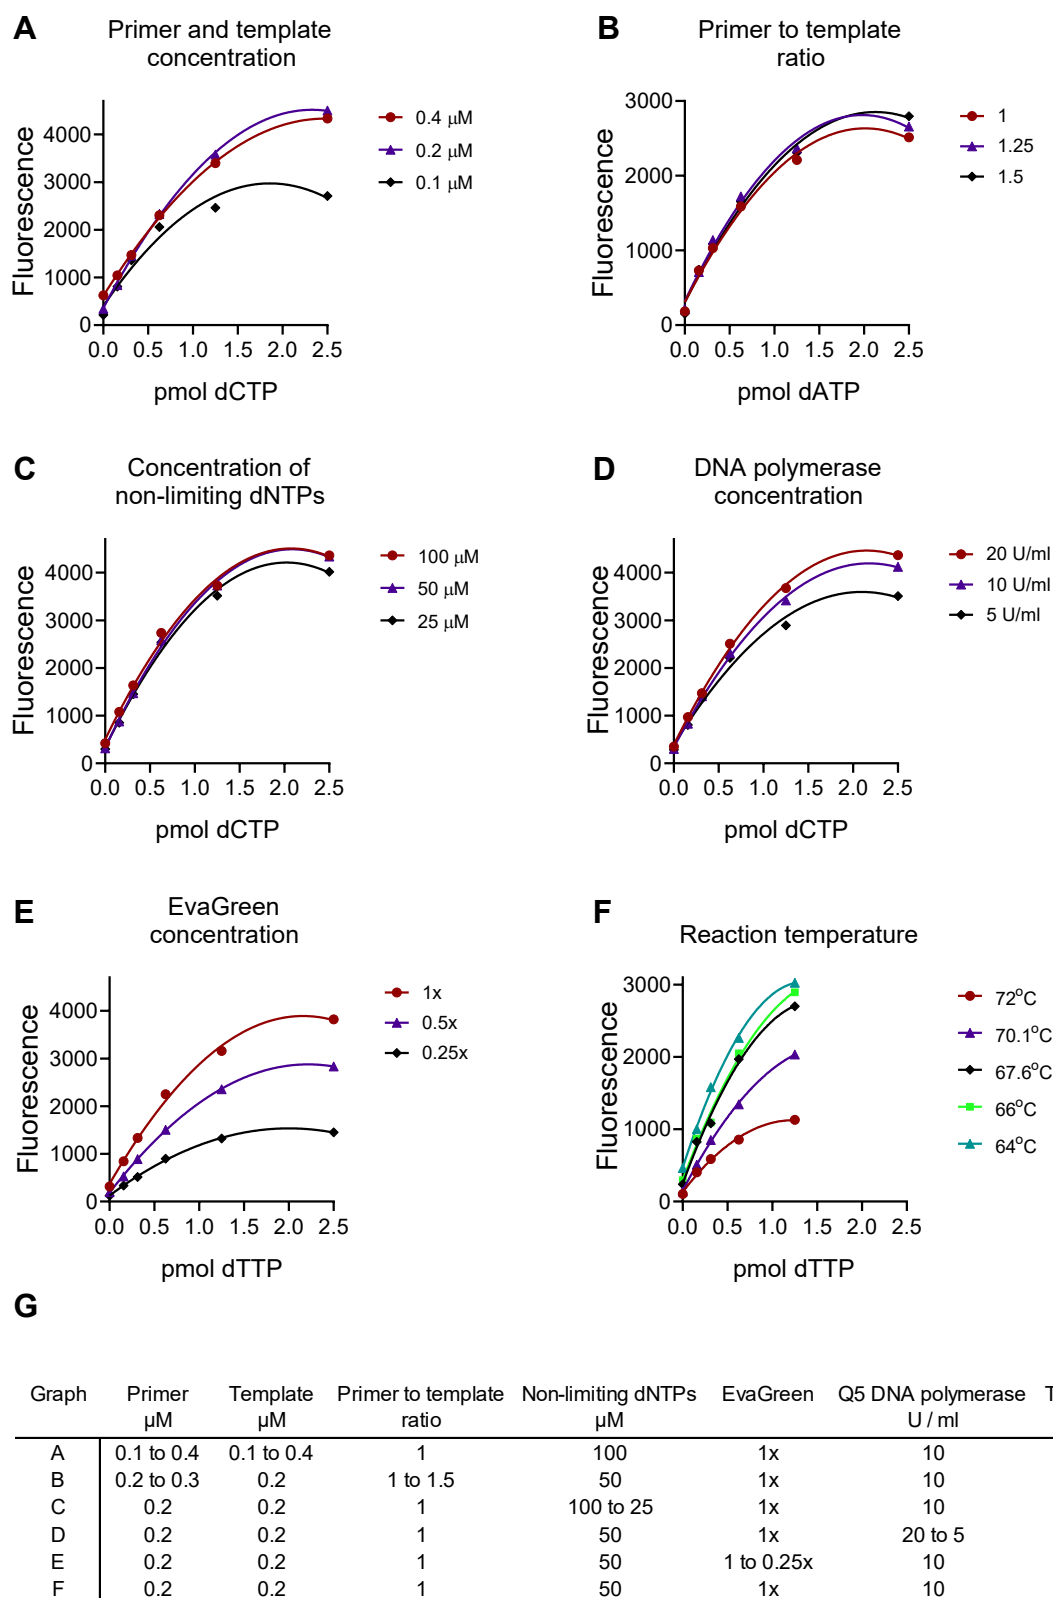 A
Primer and template
concentration
Fluorescence
4000
3000
2000
1000
0
0.0 0.5 1.0 1.5 2.0 2.5
pmol dCTP
0.4 μM
0.2 μM
0.1 μM
B
Primer to template
ratio
Fluorescence
3000
2000
1000
0
0.0 0.5 1.0 1.5 2.0 2.5
pmol dATP
1
1.25
1.5
C
Concentration of
non-limiting dNTPs
Fluorescence
4000
3000
2000
1000
0
0.0 0.5 1.0 1.5 2.0 2.5
pmol dCTP
100 μM
50 μM
25 μM
D
DNA polymerase
concentration
Fluorescence
4000
3000
2000
1000
0
0.0 0.5 1.0 1.5 2.0 2.5
pmol dCTP
20 U/ml
10 U/ml
5 U/ml
E
EvaGreen
concentration
Fluorescence
4000
3000
2000
1000
0
0.0 0.5 1.0 1.5 2.0 2.5
pmol dTTP
1x
0.5x
0.25x
F
Reaction temperature
Fluorescence
3000
2000
1000
0
0.0 0.5 1.0 1.5 2.0 2.5
pmol dTTP
72°C
70.1°C
67.6°C
66°C
64°C
G
Graph Primer Template Primer to template Non-limiting dNTPs EvaGreen Q5 DNA polymerase T
μM μM ratio μM U / ml
A 0.1 to 0.4 0.1 to 0.4 1 100 1x 10
B 0.2 to 0.3 0.2 1 to 1.5 50 1x 10
C 0.2 0.2 1 100 to 25 1x 10
D 0.2 0.2 1 50 1x 20 to 5
E 0.2 0.2 1 50 1 to 0.25x 10
F 0.2 0.2 1 50 1x 10